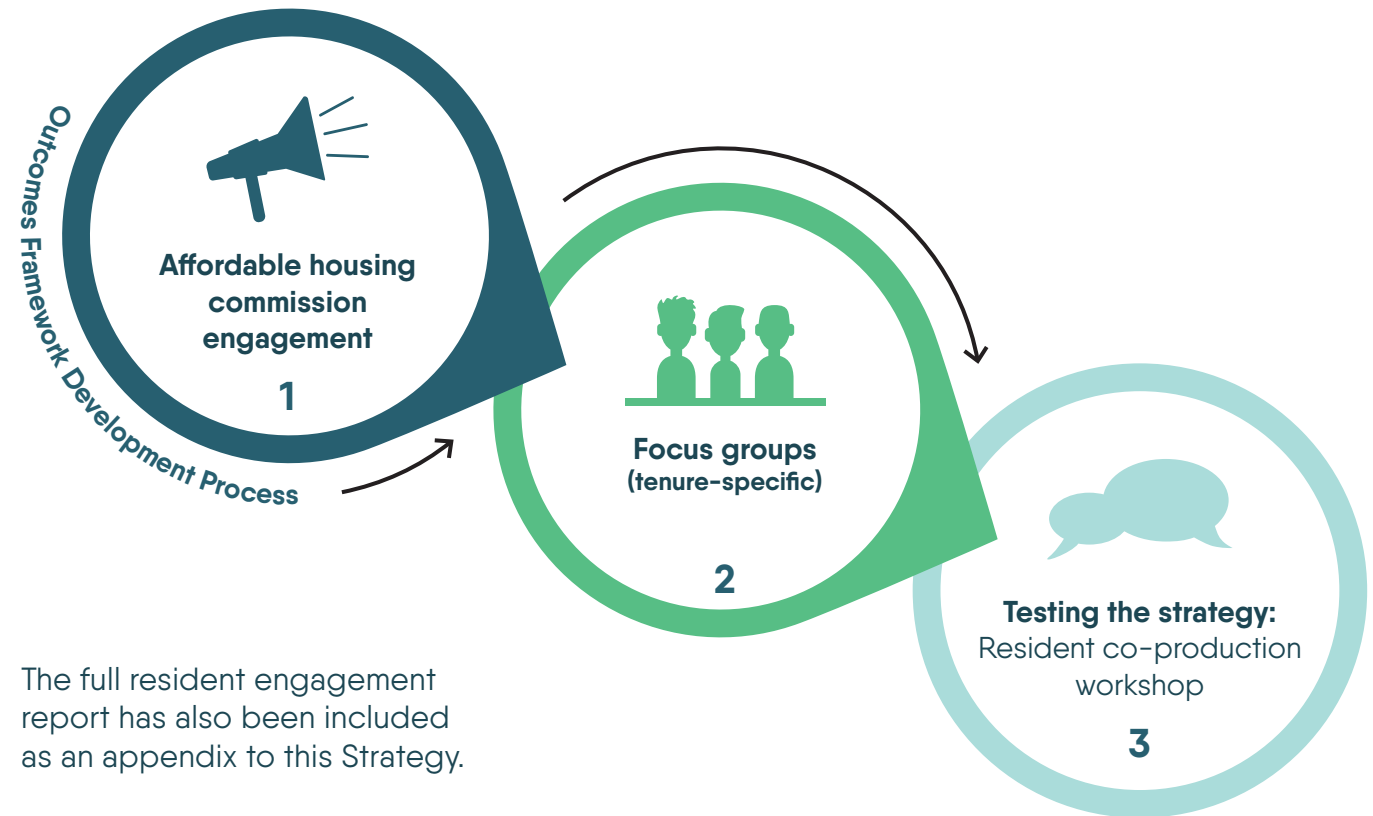 Outcomes Framework Development Process
Affordable housing
commission
engagement
1
Focus groups
(tenure-specific)
2
Testing the strategy:
Resident co-production
workshop
3
The full resident engagement
report has also been included
as an appendix to this Strategy.